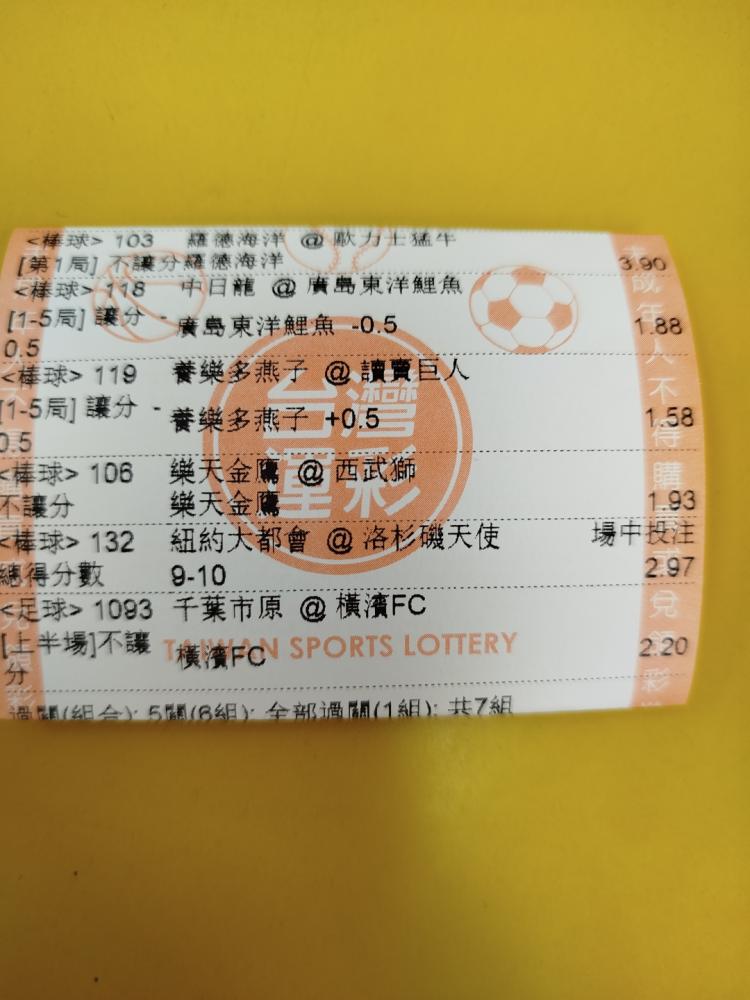 <棒球> 103 羅德海洋 @ 歐力士猛牛
[第1局] 不讓分羅德海洋 3.90
<棒球> 118 中日龍 @ 廣島東洋鯉魚
[1-5局] 讓分 - 廣島東洋鯉魚 -0.5 1.88
0.5
<棒球> 119 養樂多燕子 @ 讀賣巨人
[1-5局] 讓分 - 養樂多燕子 +0.5 1.58
0.5
<棒球> 106 樂天金鷹 @ 西武獅
不讓分 樂天金鷹 1.93
<棒球> 132 紐約大都會 @ 洛杉磯天使 場中投注
總得分數 9-10 2.97
<足球> 1093 千葉市原 @ 橫濱FC
[上半場]不讓 橫濱FC 2.20
分
過關(組合): 5關(6組); 全部過關(1組); 共7組
台灣
運彩
TAIWAN SPORTS LOTTERY
未成年人不得購買或兌領彩